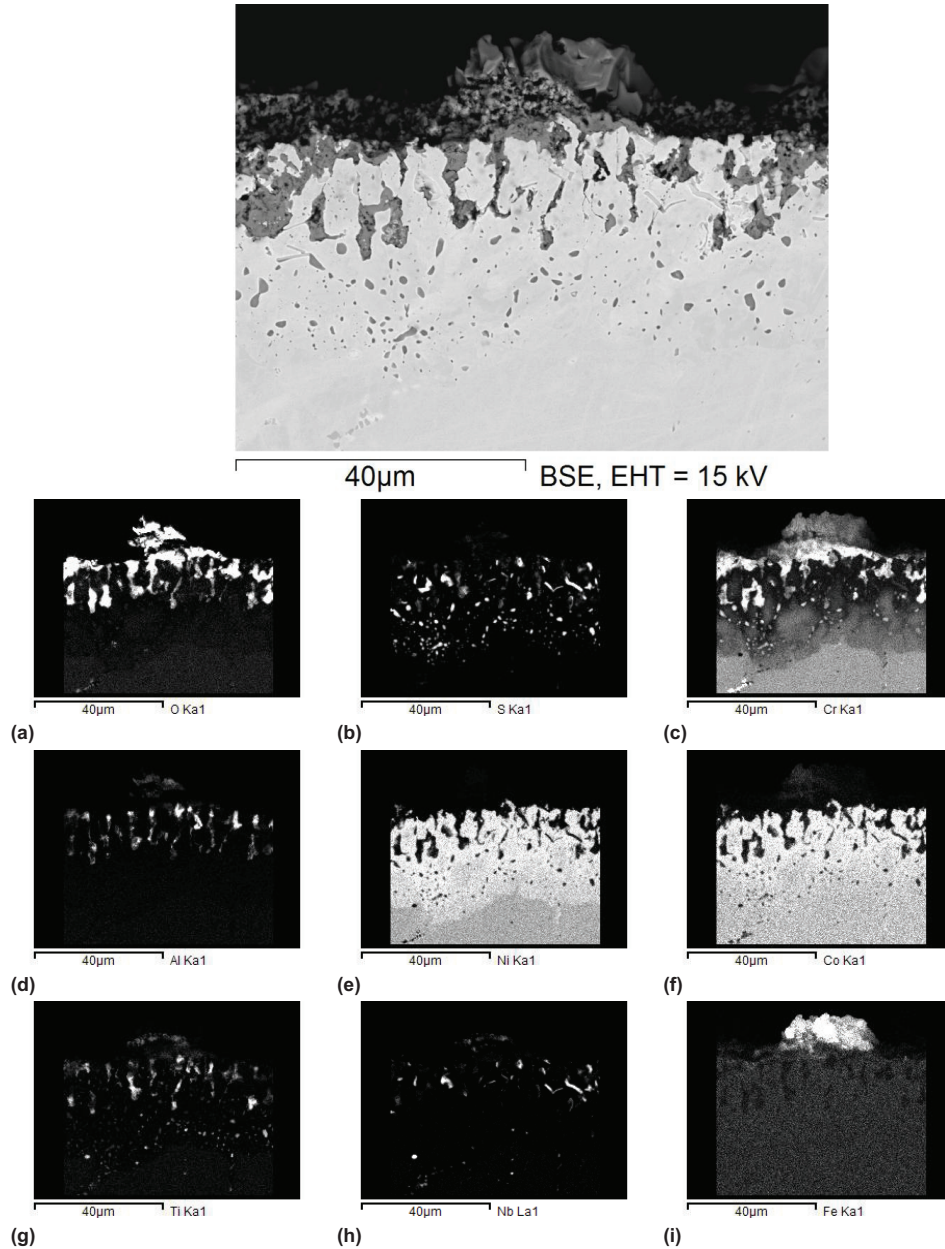 40µm BSE, EHT = 15 kV
40µm O Ka1
40µm S Ka1
40µm Cr Ka1
(a)
(b)
(c)
40µm Al Ka1
40µm Ni Ka1
40µm Co Ka1
(d)
(e)
(f)
40µm Ti Ka1
40µm Nb La1
40µm Fe Ka1
(g)
(h)
(i)